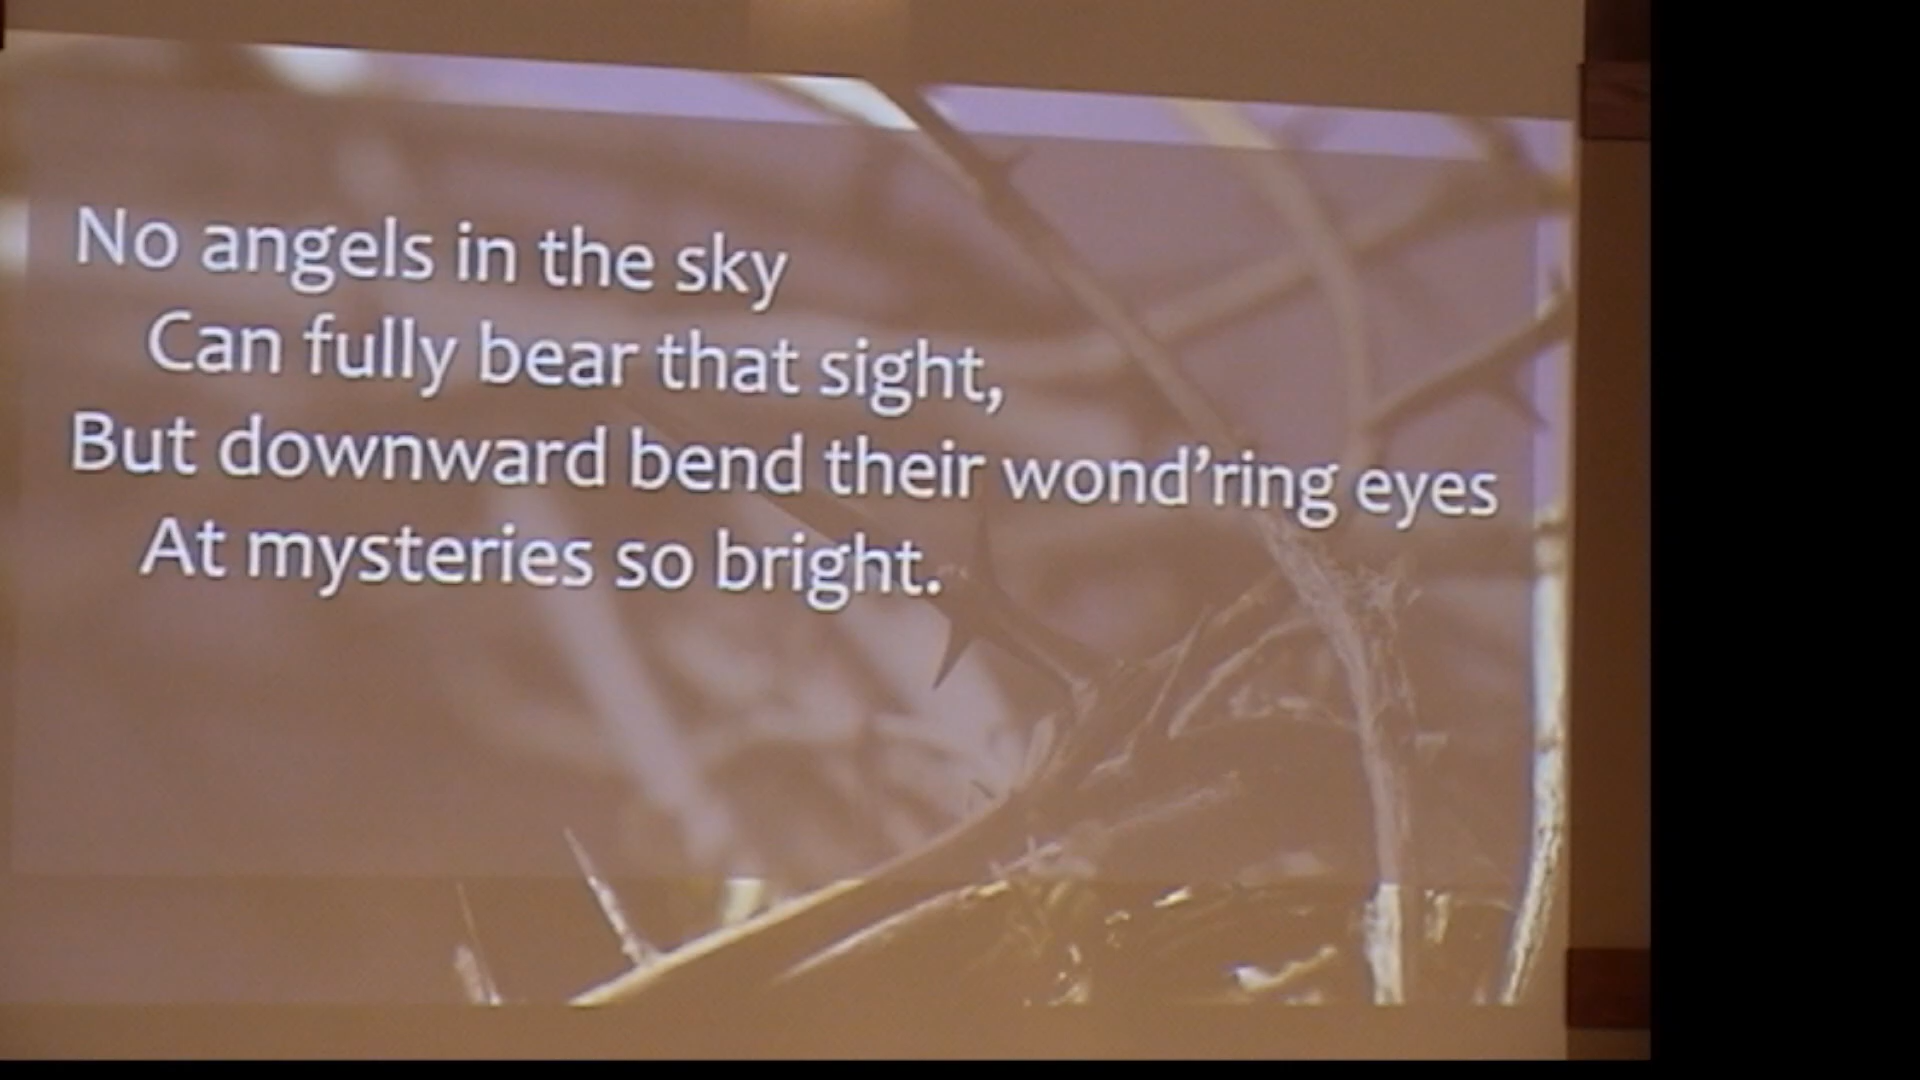 No angels in the sky
Can fully bear that sight,
But downward bend their wond’ring eyes
At mysteries so bright.